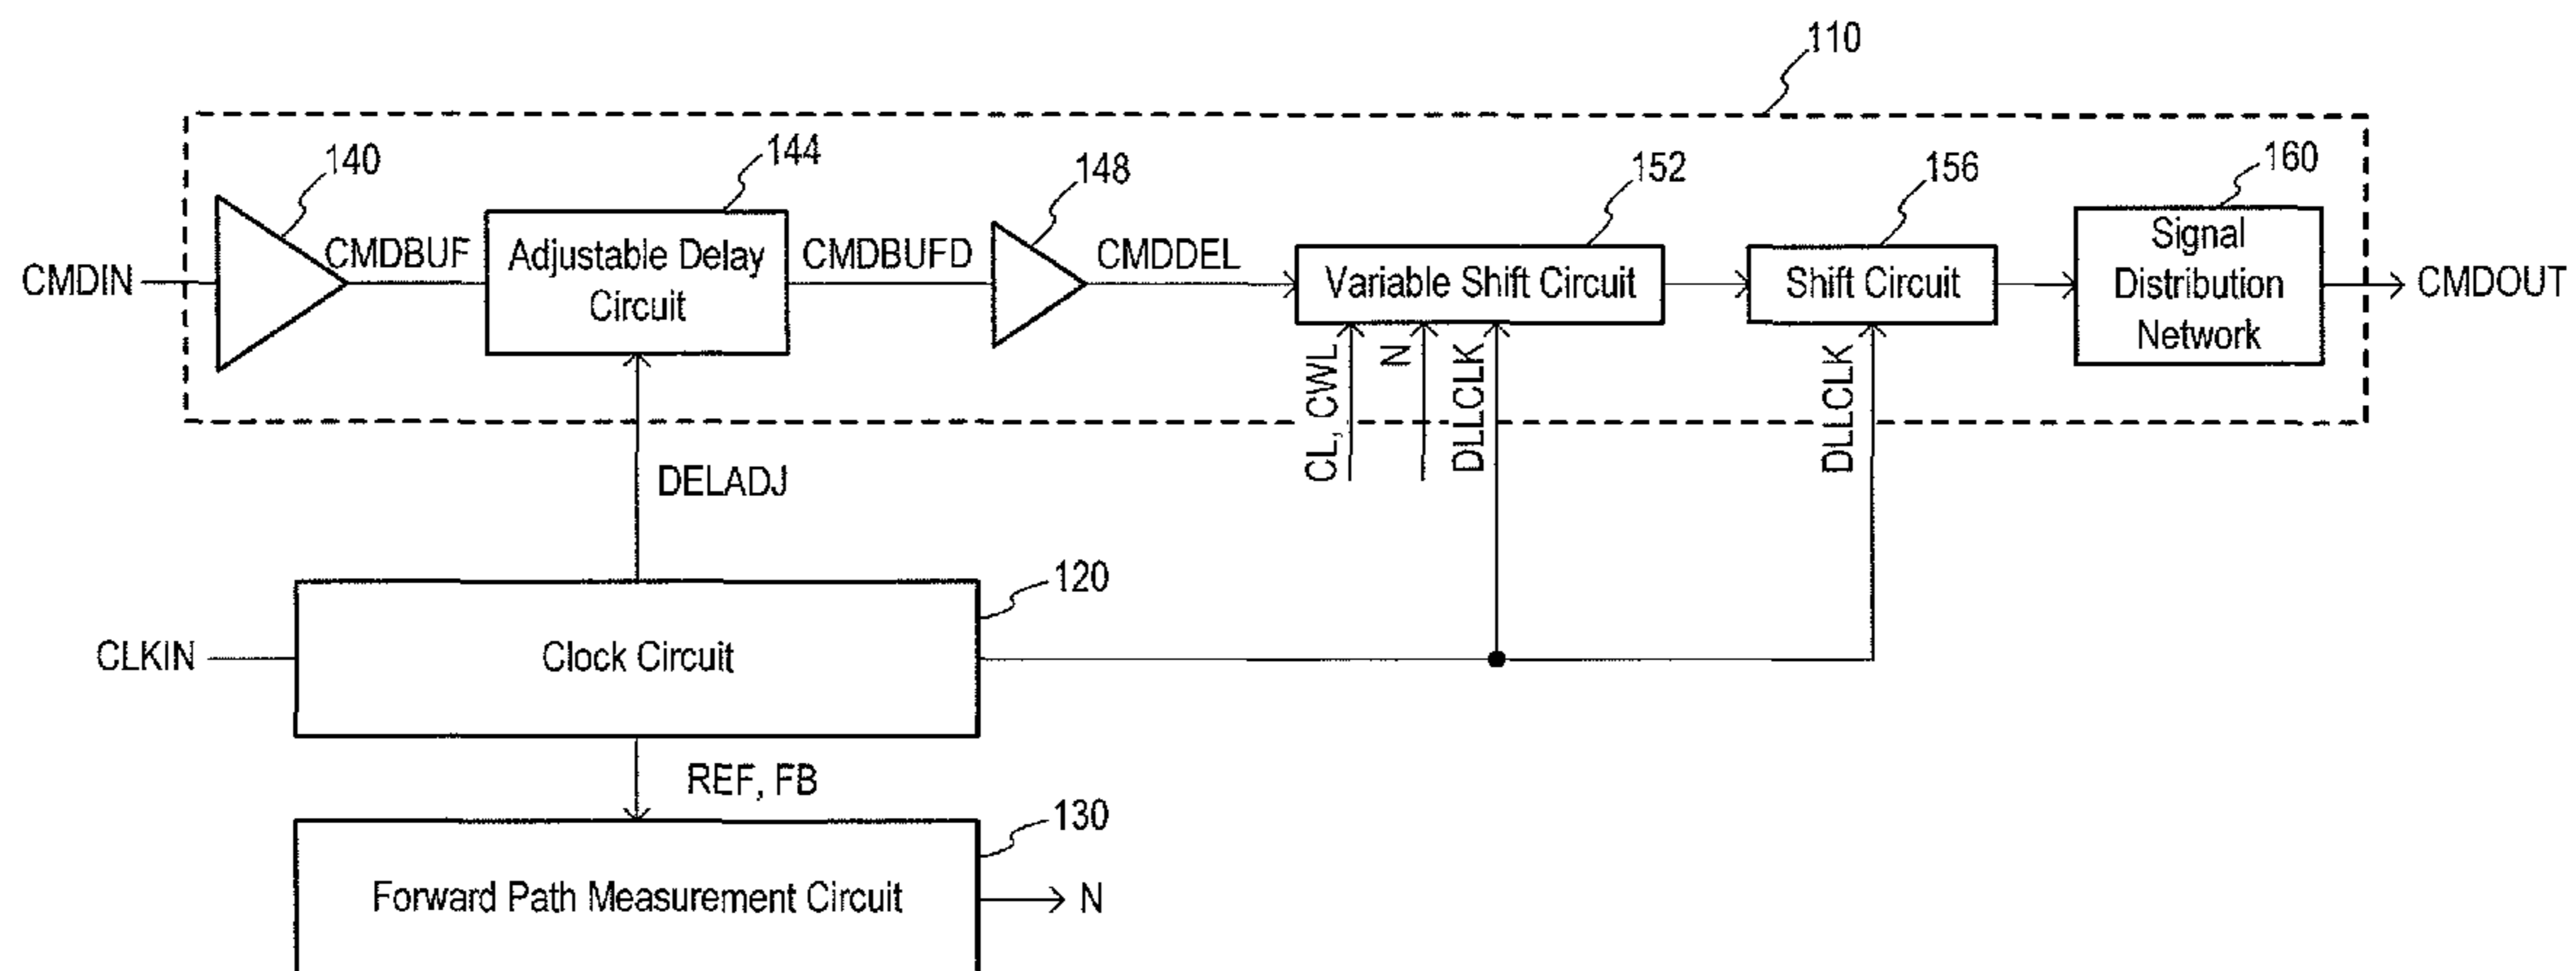 110
140
144
148
152
156
160
CMDIN
CMDBUF
Adjustable Delay
Circuit
CMDBUFD
CMDDEL
Variable Shift Circuit
Shift Circuit
Signal
Distribution
Network
CMDOUT
CL, CWL
N
DLLCLK
DLLCLK
DELADJ
120
CLKIN
Clock Circuit
REF, FB
130
Forward Path Measurement Circuit
N